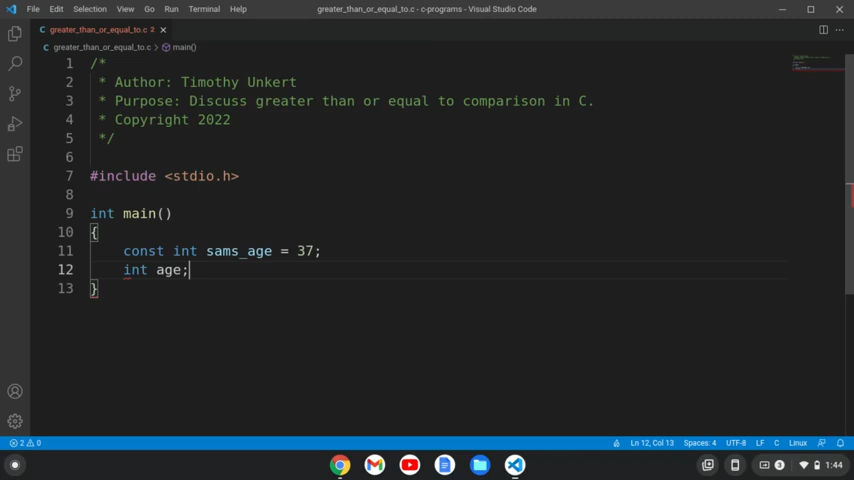 File Edit Selection View Go Run Terminal Help
greater_than_or_equal_to.c - c-programs - Visual Studio Code
greater_than_or_equal_to.c 2
greater_than_or_equal_to.c > main()
1 /*
2 * Author: Timothy Unkert
3 * Purpose: Discuss greater than or equal to comparison in C.
4 * Copyright 2022
5 */
6
7 #include <stdio.h>
8
9 int main()
10 {
11 const int sams_age = 37;
12 int age;
13 }
2 0
Ln 12, Col 13 Spaces: 4 UTF-8 LF C Linux
3 1:44